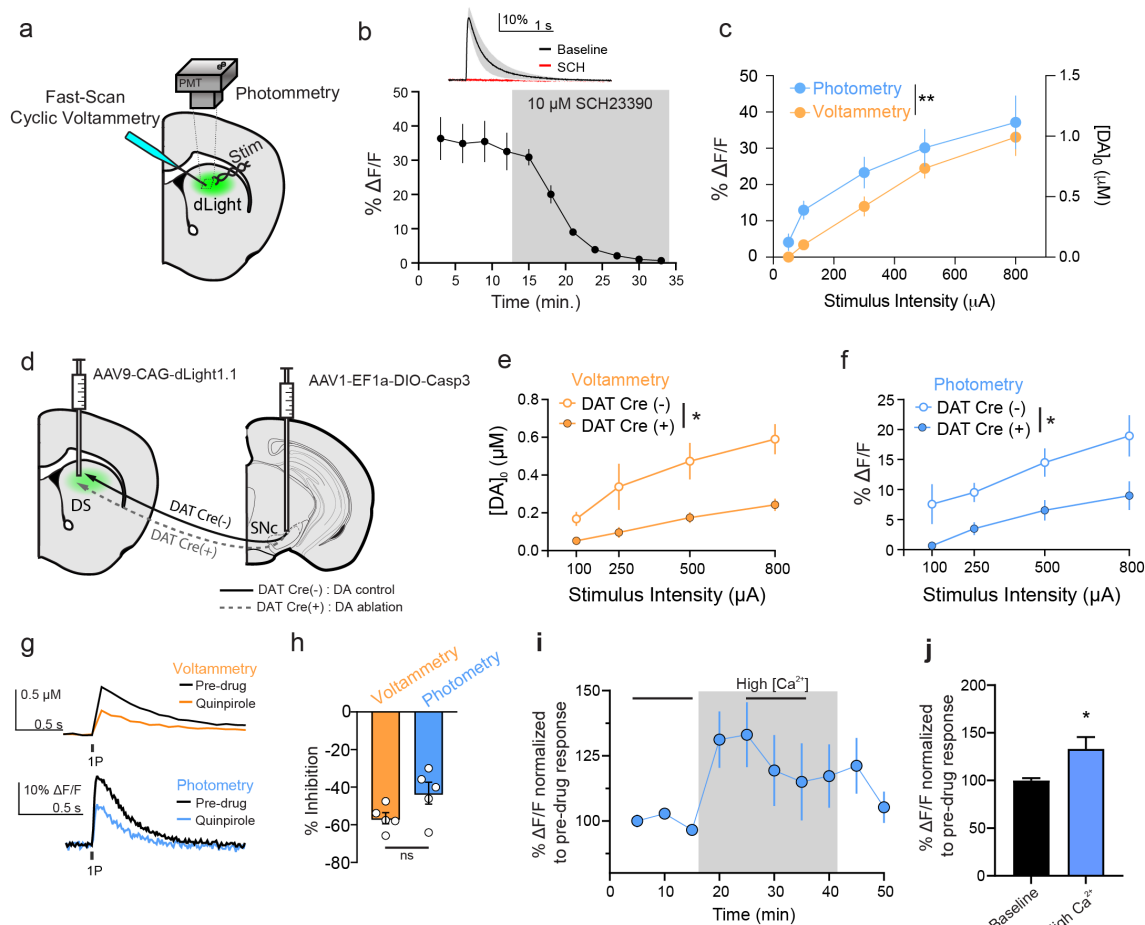 a
PMT
Fast-Scan
Cyclic Voltammetry
Photommetry
Stim
dLight
b
10%
1 s
Baseline
SCH
10 µM SCH23390
% ΔF/F
50
40
30
20
10
0
0 5 10 15 20 25 30 35
Time (min.)
c
Photometry
Voltammetry
**
% ΔF/F
50
40
30
20
10
0
1.5
1.0
0.5
0.0
[DA]₀ (µM)
0 200 400 600 800
Stimulus Intensity (µA)
d
AAV9-CAG-dLight1.1
AAV1-EF1a-DIO-Casp3
DS
SNc
DAT Cre(-)
DAT Cre(+)
DAT Cre(-) : DA control
DAT Cre(+) : DA ablation
e
Voltammetry
DAT Cre (-)
DAT Cre (+)
*
[DA]₀ (µM)
0.8
0.6
0.4
0.2
0.0
100 250 500 800
Stimulus Intensity (µA)
f
Photometry
DAT Cre (-)
DAT Cre (+)
*
% ΔF/F
25
20
15
10
5
0
100 250 500 800
Stimulus Intensity (µA)
g
Voltammetry
Pre-drug
Quinpirole
0.5 µM
0.5 s
1P
Photometry
Pre-drug
Quinpirole
10% ΔF/F
0.5 s
1P
h
Voltammetry
Photometry
% Inhibition
0
-20
-40
-60
-80
ns
i
High [Ca²⁺]
% ΔF/F normalized
to pre-drug response
150
125
100
0 10 20 30 40 50
Time (min)
j
% ΔF/F normalized
to pre-drug response
200
150
100
50
0
*
Baseline
High Ca²⁺